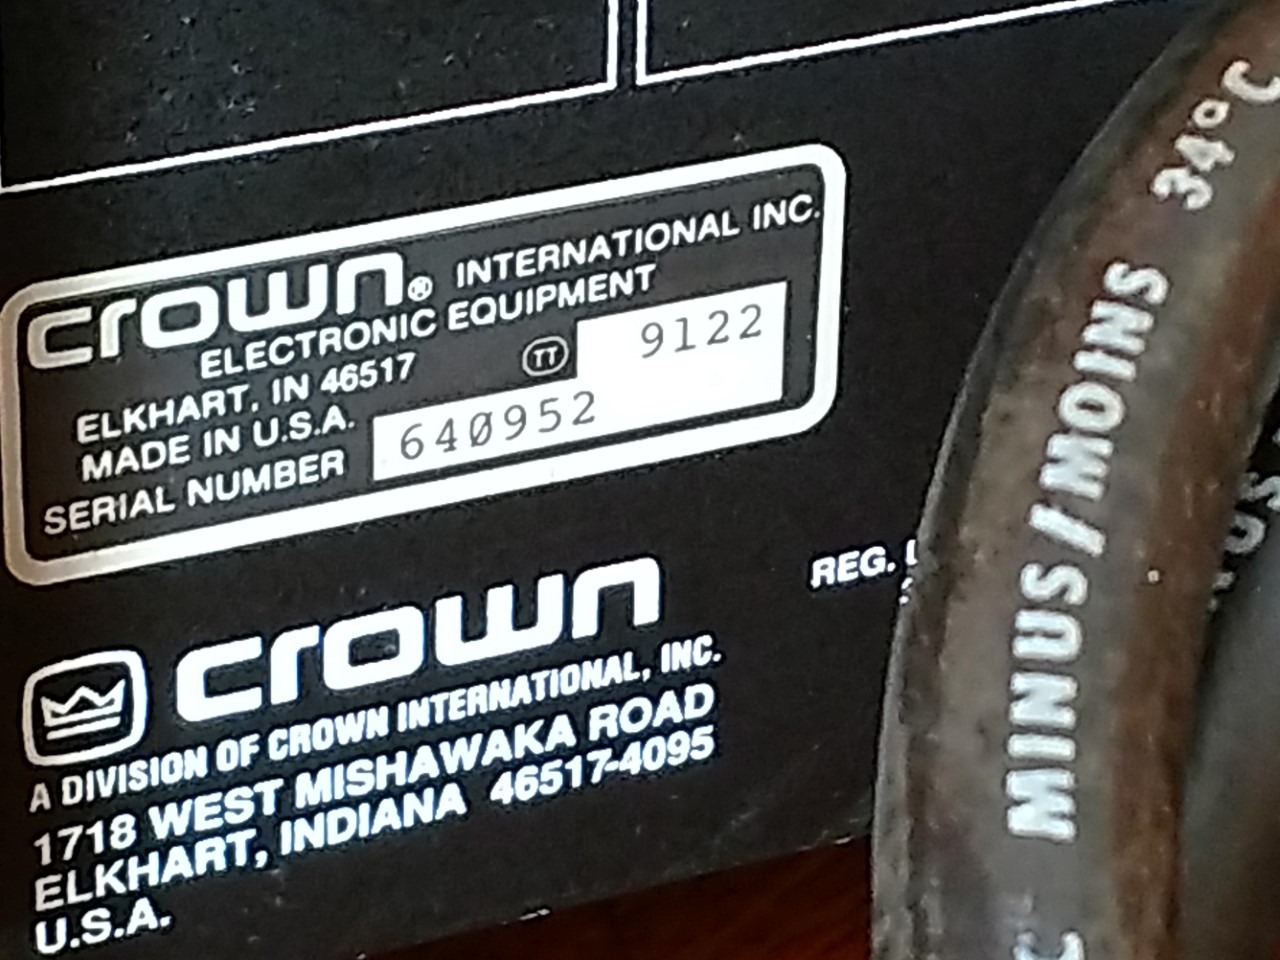 crown® INTERNATIONAL INC.
ELECTRONIC EQUIPMENT
ELKHART, IN 46517 TT 9122
MADE IN U.S.A.
SERIAL NUMBER 640952
REG.
crown
A DIVISION OF CROWN INTERNATIONAL, INC.
1718 WEST MISHAWAKA ROAD
ELKHART, INDIANA 46517-4095
U.S.A.
MINUS/MOINS 34°C